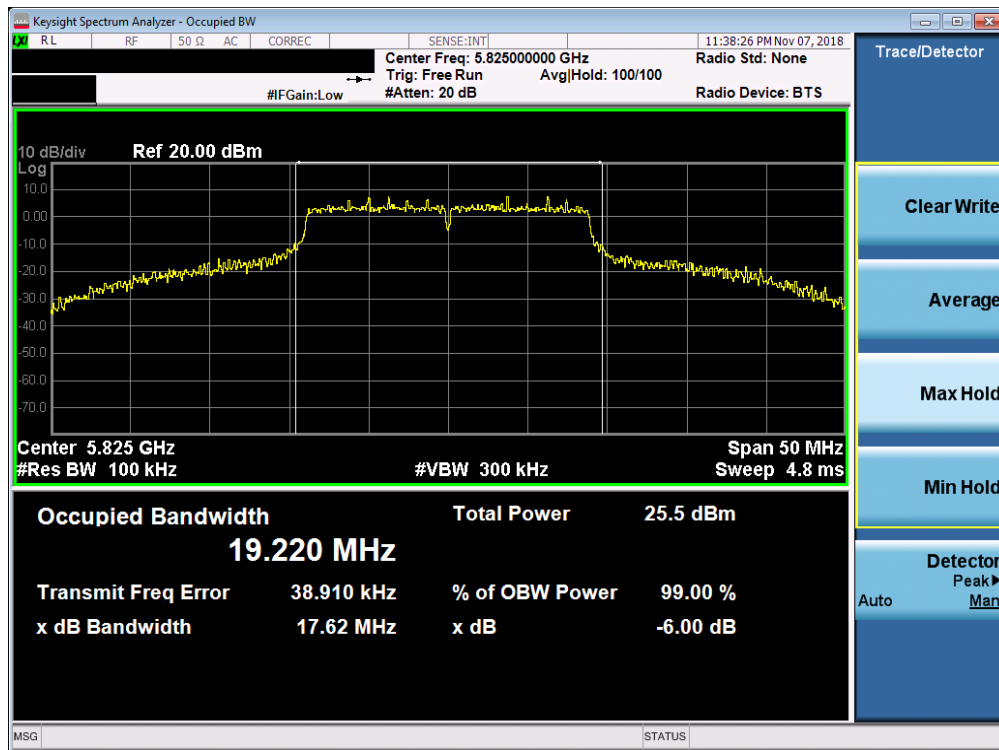 Keysight Spectrum Analyzer - Occupied BW
LXI RL RF 50 Ω AC CORREC SENSE:INT 11:38:26 PM Nov 07, 2018
Center Freq: 5.825000000 GHz Radio Std: None
Trig: Free Run Avg|Hold: 100/100
#IFGain:Low #Atten: 20 dB Radio Device: BTS
Trace/Detector
10 dB/div Ref 20.00 dBm
Log
10.0
0.00
-10.0
-20.0
-30.0
-40.0
-50.0
-60.0
-70.0
Center 5.825 GHz Span 50 MHz
#Res BW 100 kHz #VBW 300 kHz Sweep 4.8 ms
Occupied Bandwidth Total Power 25.5 dBm
19.220 MHz
Transmit Freq Error 38.910 kHz % of OBW Power 99.00 %
x dB Bandwidth 17.62 MHz x dB -6.00 dB
Clear Write
Average
Max Hold
Min Hold
Detector
Peak▶
Auto Man
MSG STATUS